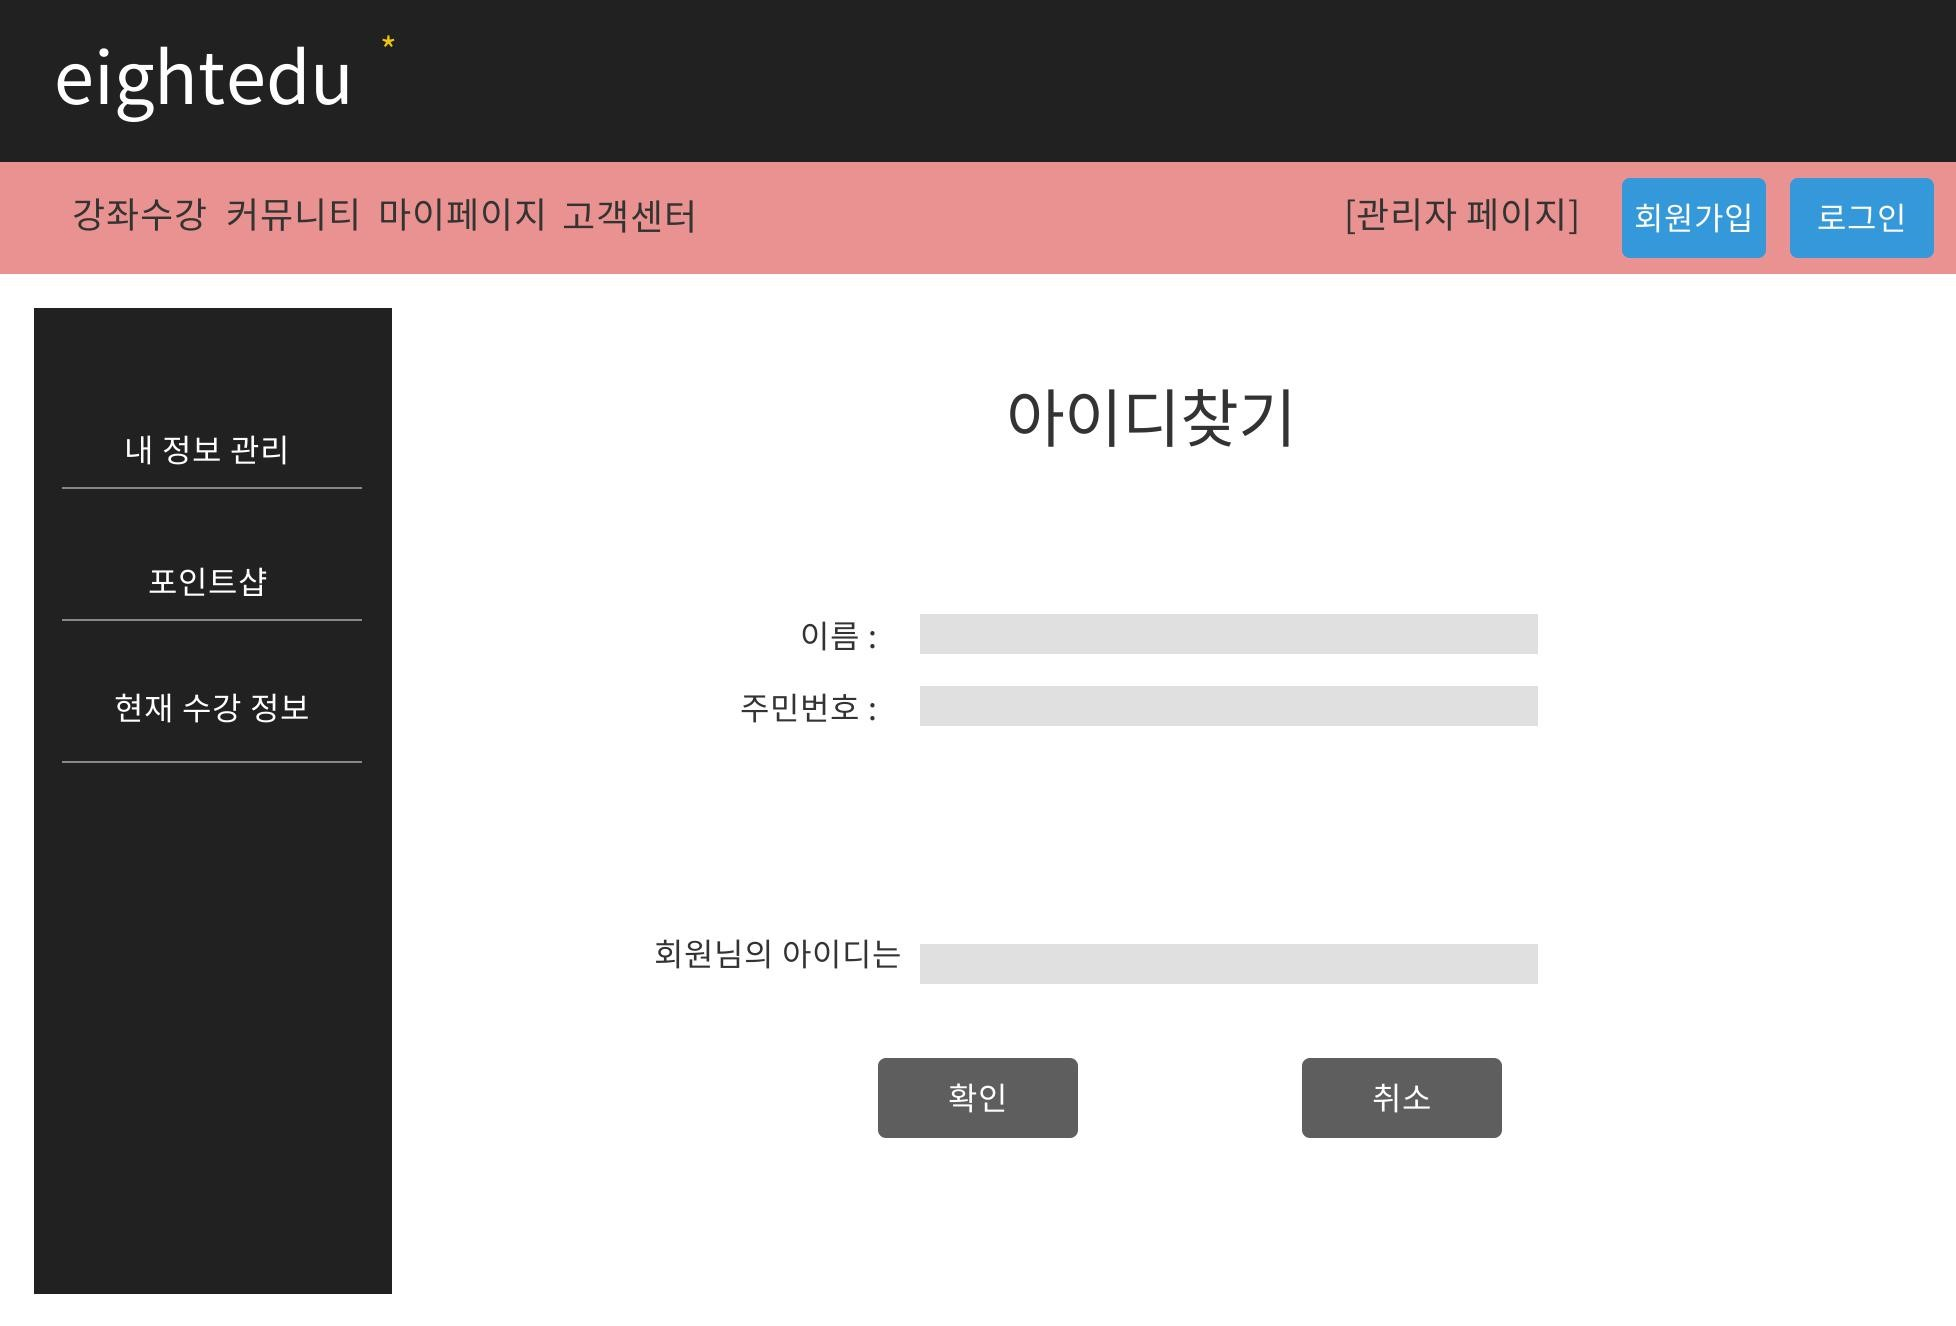 eightedu *
강좌수강 커뮤니티 마이페이지 고객센터 [관리자 페이지] 회원가입 로그인
아이디찾기
내 정보 관리
포인트샵
현재 수강 정보
이름 :
주민번호 :
회원님의 아이디는
확인 취소